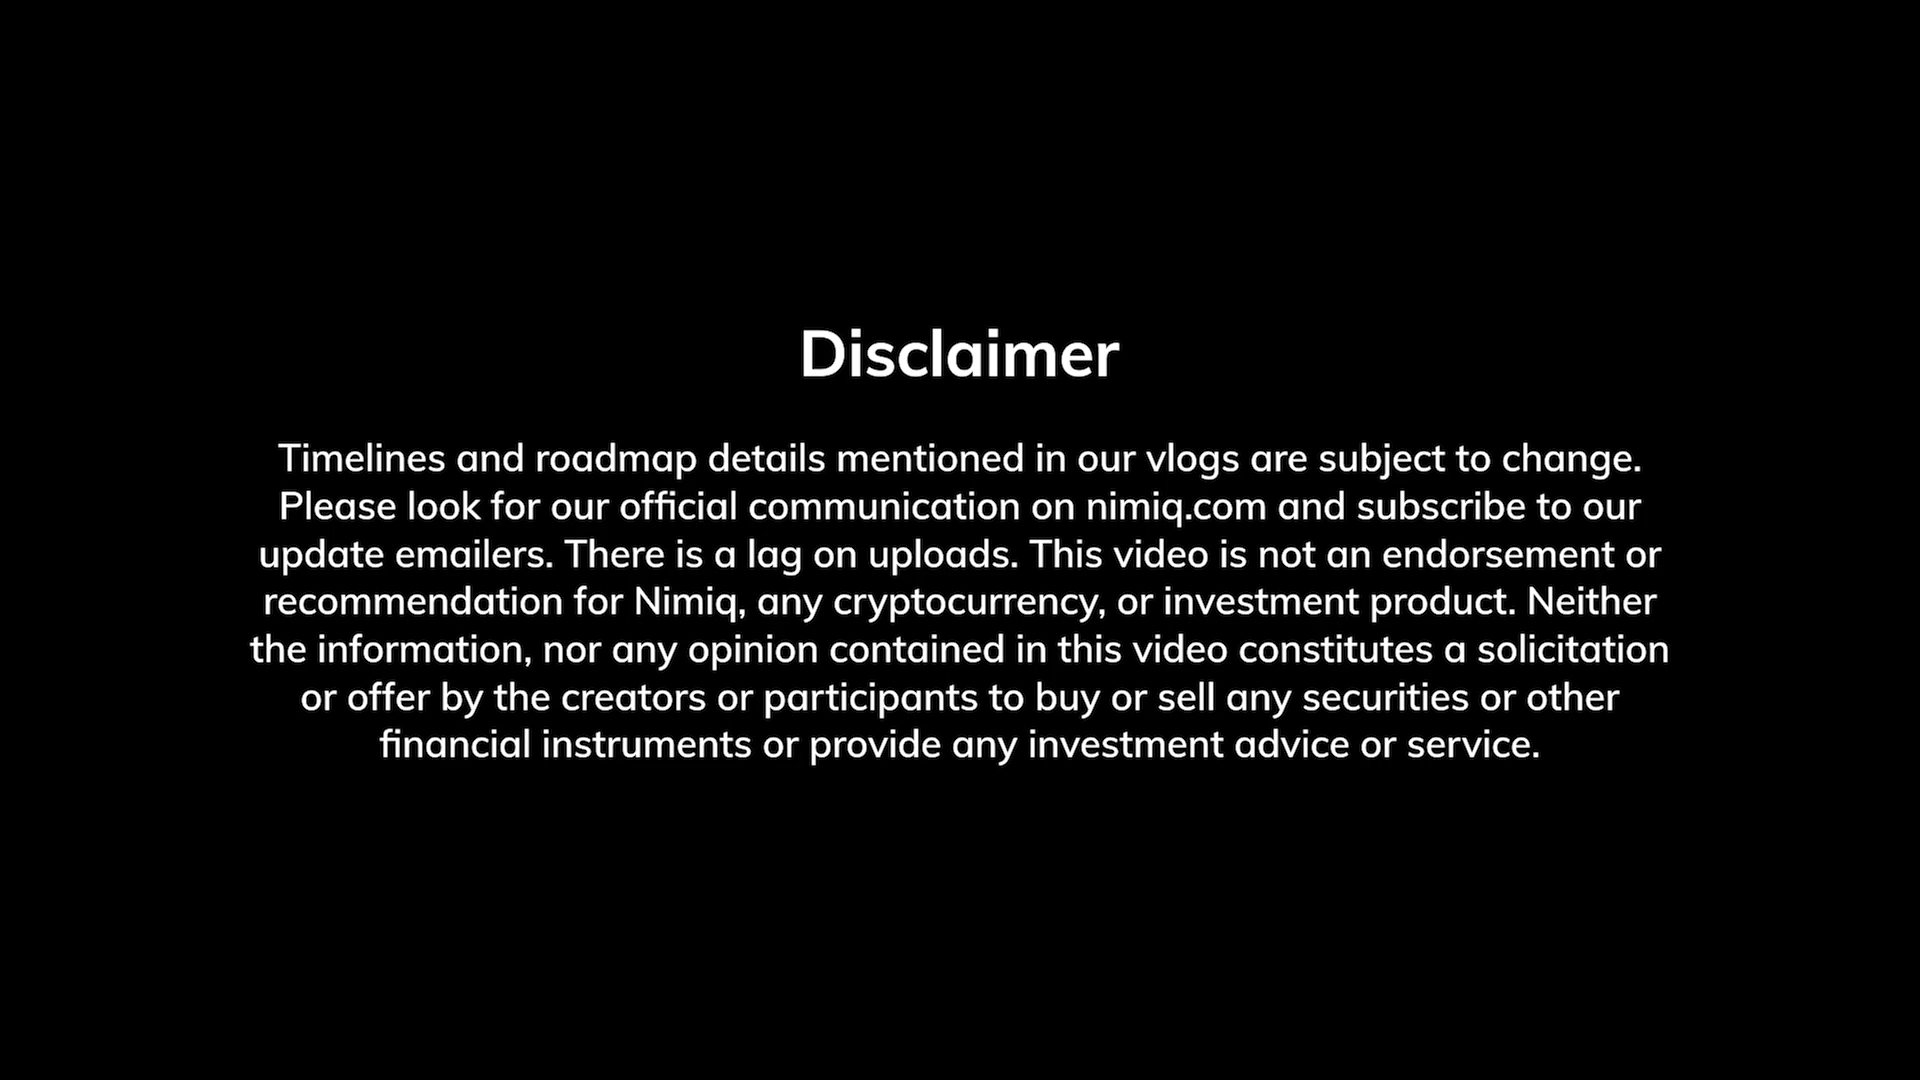 Disclaimer
Timelines and roadmap details mentioned in our vlogs are subject to change.
Please look for our official communication on nimiq.com and subscribe to our
update emailers. There is a lag on uploads. This video is not an endorsement or
recommendation for Nimiq, any cryptocurrency, or investment product. Neither
the information, nor any opinion contained in this video constitutes a solicitation
or offer by the creators or participants to buy or sell any securities or other
financial instruments or provide any investment advice or service.